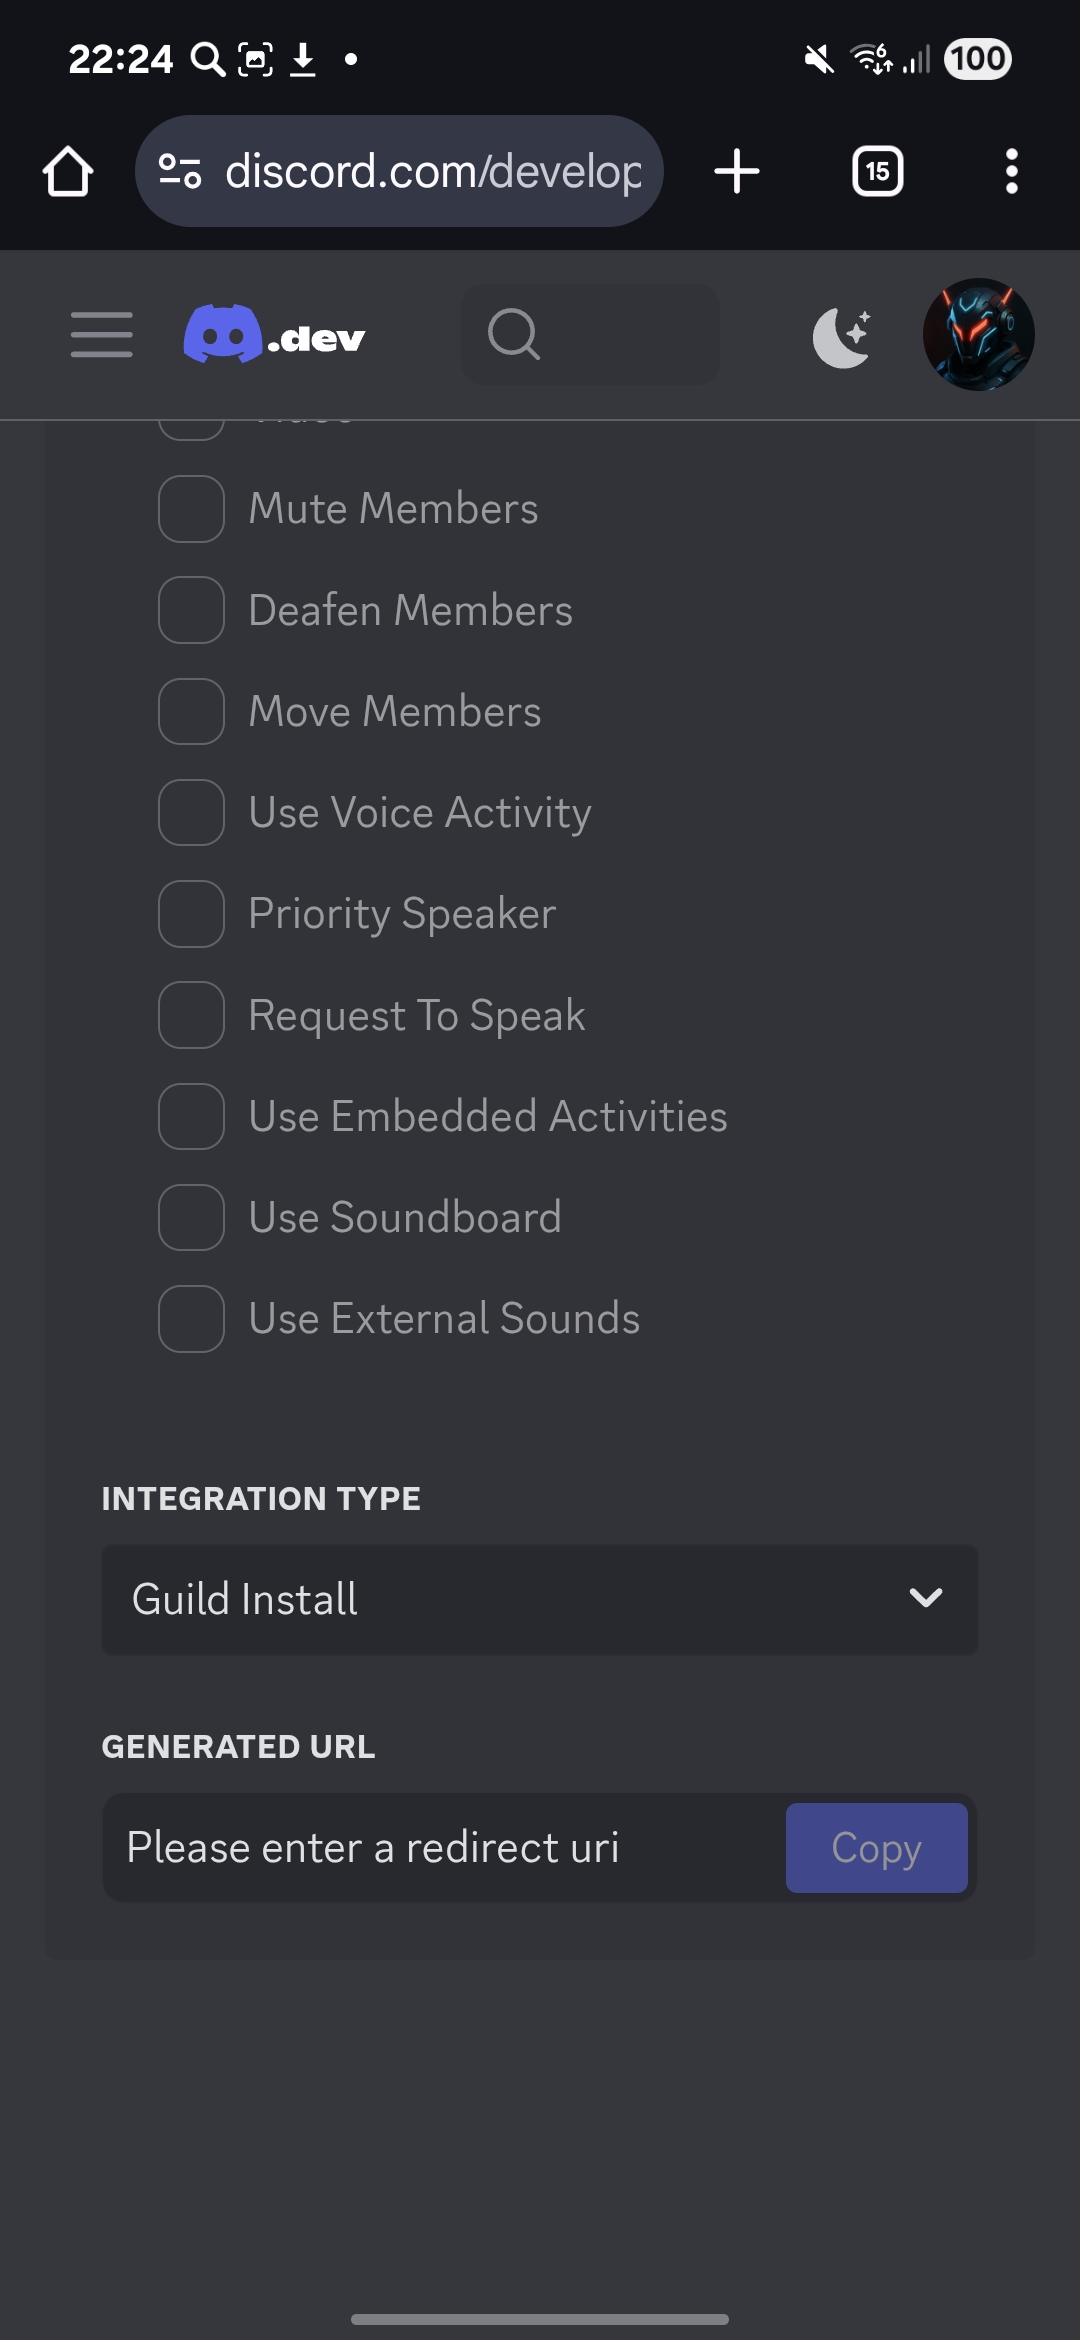 22:24
100
discord.com/develop
15
.dev
Mute Members
Deafen Members
Move Members
Use Voice Activity
Priority Speaker
Request To Speak
Use Embedded Activities
Use Soundboard
Use External Sounds
INTEGRATION TYPE
Guild Install
GENERATED URL
Please enter a redirect uri
Copy